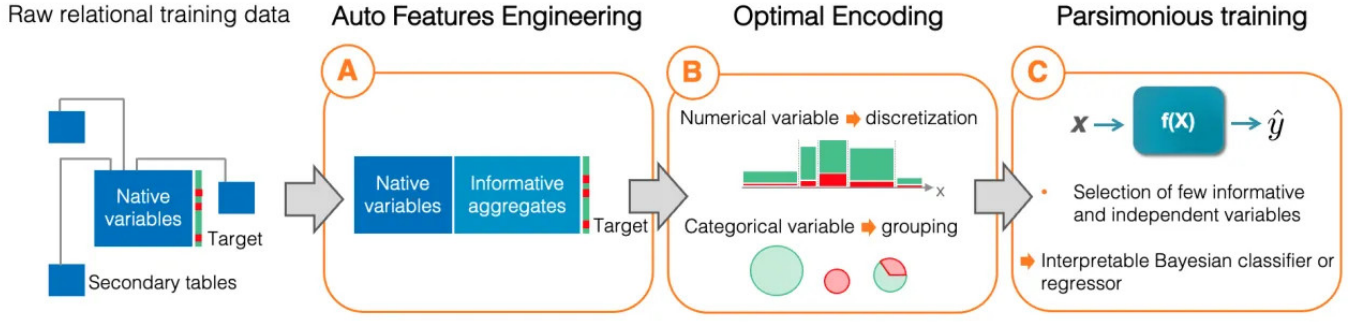 Raw relational training data
Native
variables
Target
Secondary tables
Auto Features Engineering
A
Native
variables
Informative
aggregates
Target
Optimal Encoding
B
Numerical variable discretization
x
Categorical variable grouping
Parsimonious training
C
X f(X) ŷ
• Selection of few informative
and independent variables
Interpretable Bayesian classifier or
regressor